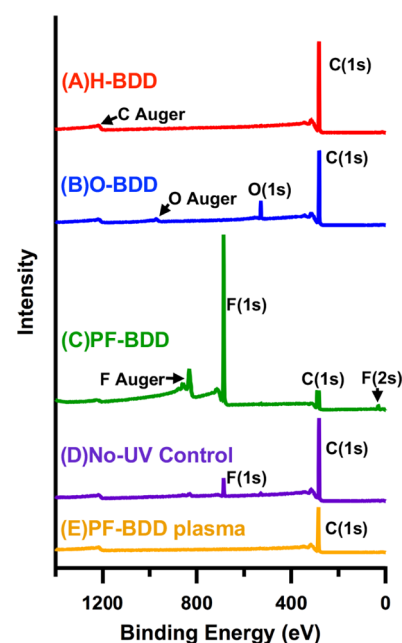 C(1s)
(A)H-BDD
C Auger
C(1s)
(B)O-BDD
O Auger
O(1s)
F(1s)
(C)PF-BDD
F Auger
C(1s)
F(2s)
(D)No-UV Control
C(1s)
F(1s)
(E)PF-BDD plasma
C(1s)
Intensity
1200
800
400
0
Binding Energy (eV)